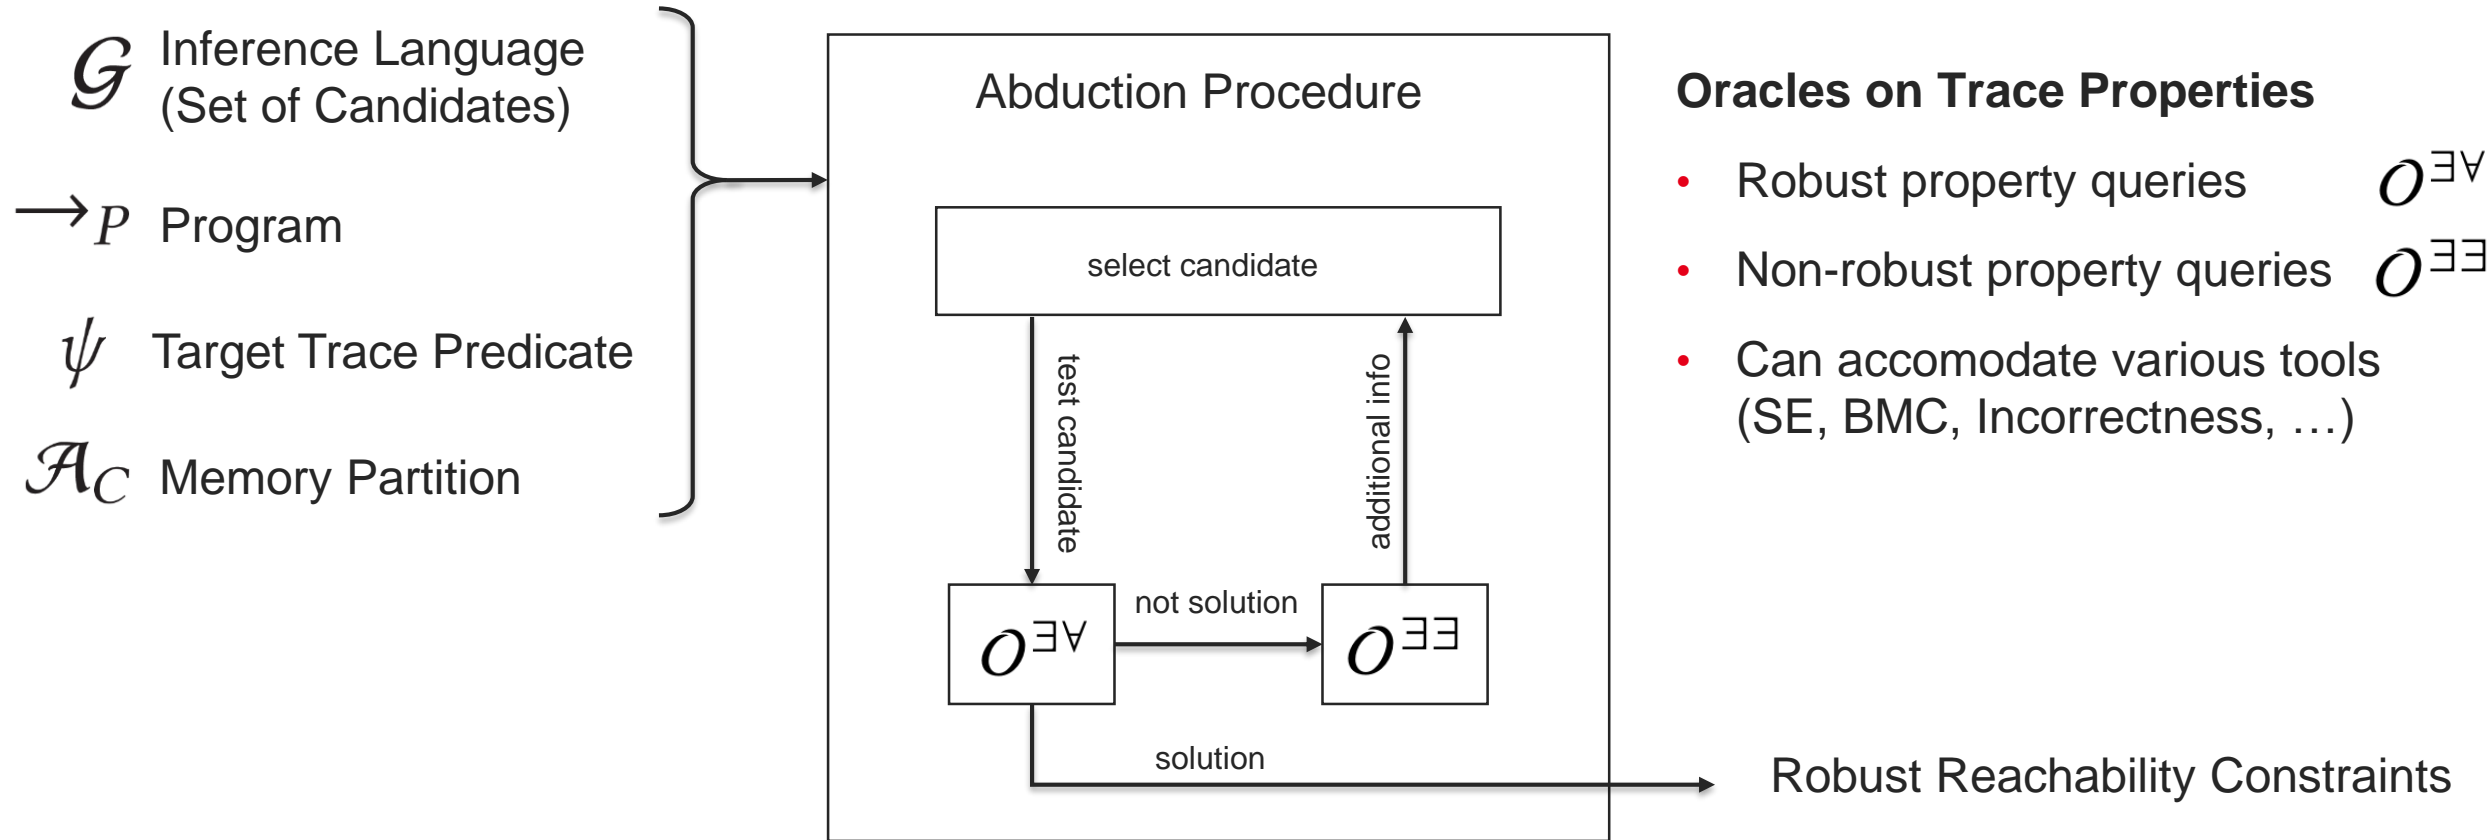 𝒢 Inference Language
(Set of Candidates)
→P Program
ψ Target Trace Predicate
𝒜C Memory Partition
Abduction Procedure
select candidate
test candidate
additional info
𝒪∃∀
not solution
𝒪∃∃
solution
Oracles on Trace Properties
• Robust property queries 𝒪∃∀
• Non-robust property queries 𝒪∃∃
• Can accomodate various tools
(SE, BMC, Incorrectness, …)
Robust Reachability Constraints